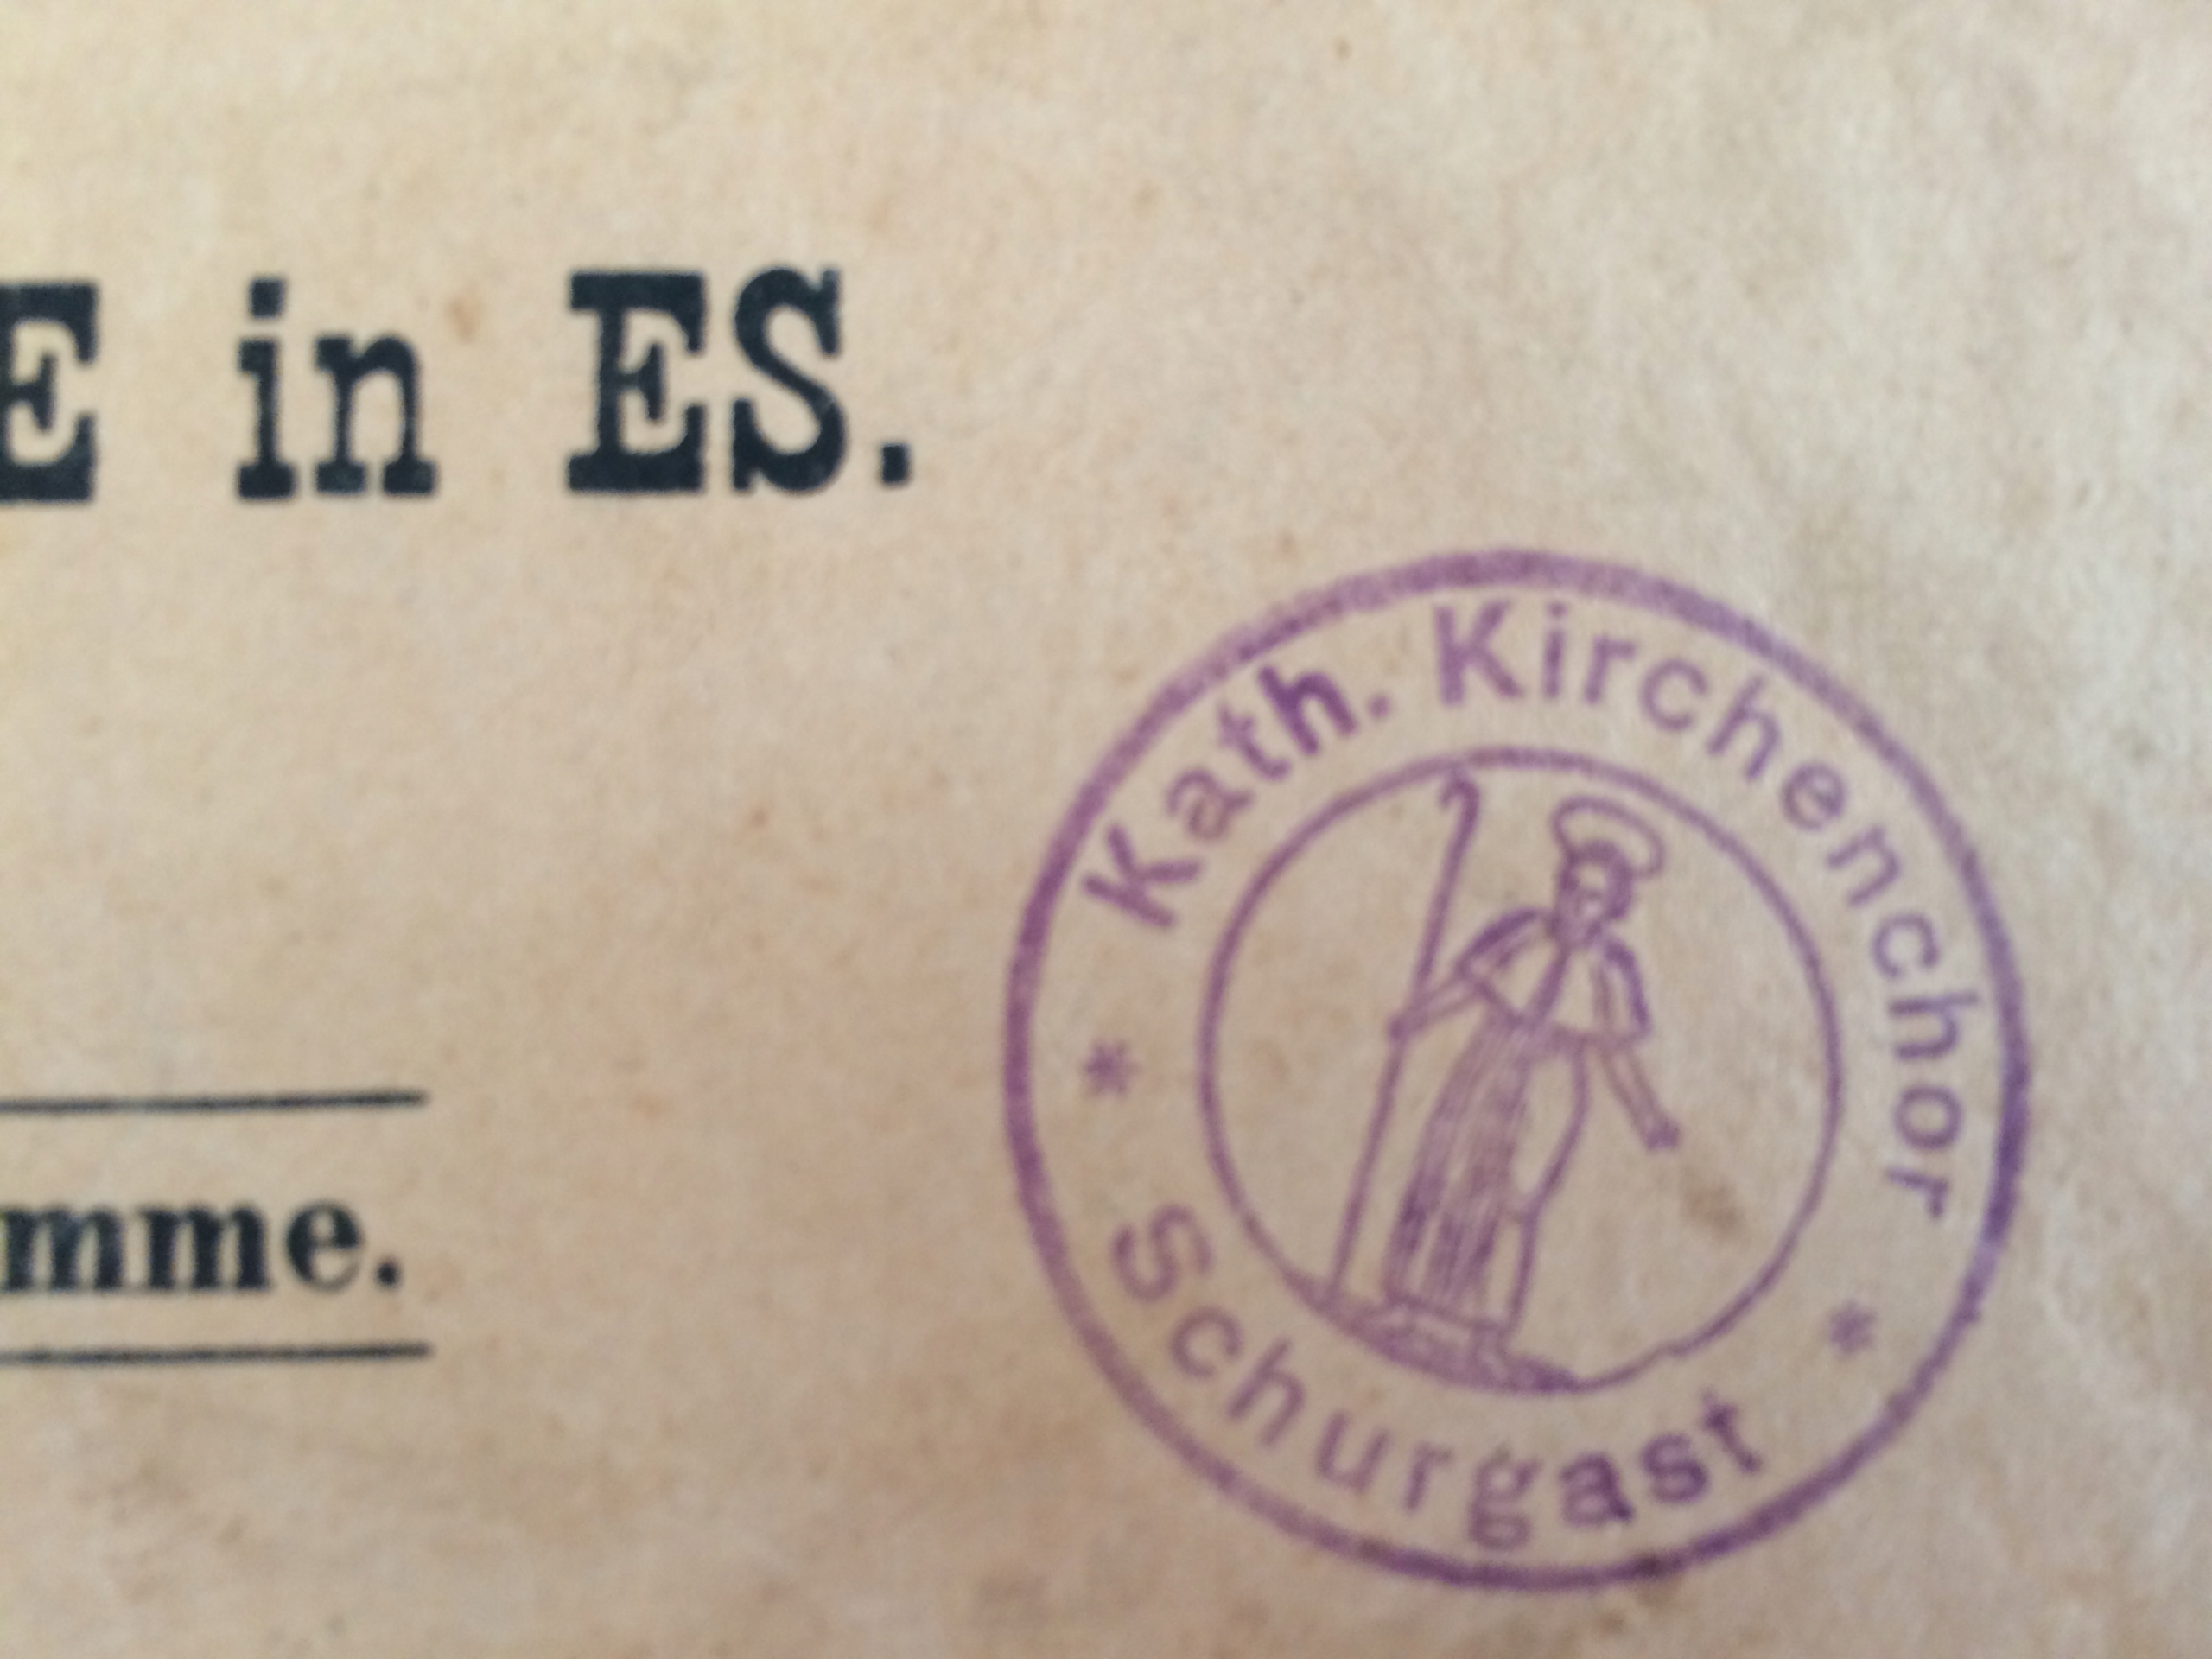 E in ES.
mme.
Kath. Kirchenchor
* Schurgast *